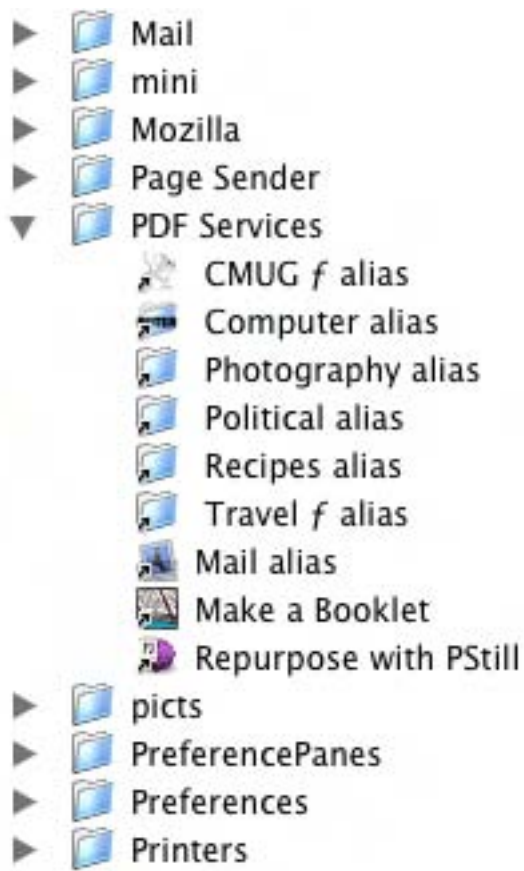 Mail
mini
Mozilla
Page Sender
PDF Services
CMUG ƒ alias
Computer alias
Photography alias
Political alias
Recipes alias
Travel ƒ alias
Mail alias
Make a Booklet
Repurpose with PStill
picts
PreferencePanes
Preferences
Printers